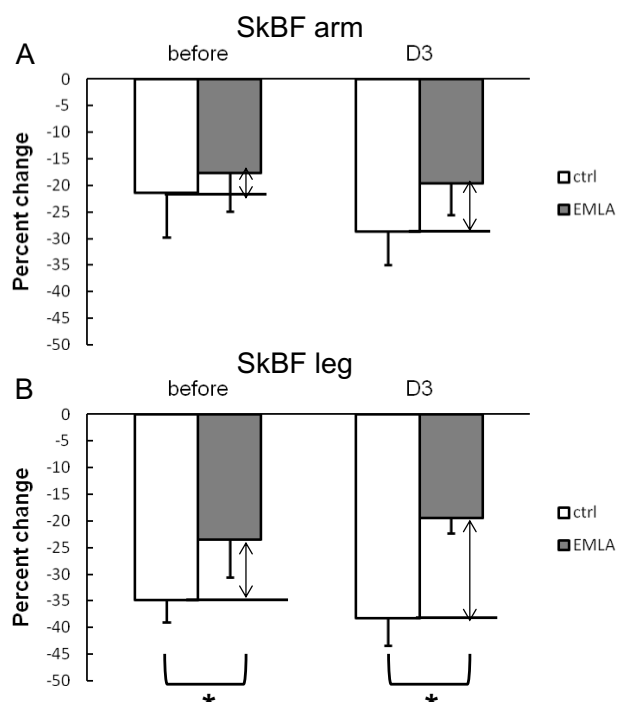 SkBF arm
A
before D3
0
-5
-10
-15
-20
-25
-30
-35
-40
-45
-50
Percent change
ctrl
EMLA
SkBF leg
B
before D3
0
-5
-10
-15
-20
-25
-30
-35
-40
-45
-50
Percent change
ctrl
EMLA
* *